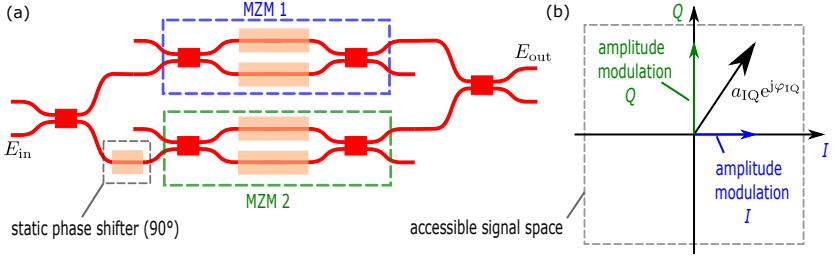 (a)
MZM 1
E_in
E_out
MZM 2
static phase shifter (90°)
(b)
Q
amplitude
modulation
Q
a_IQ e^jφ_IQ
I
amplitude
modulation
I
accessible signal space